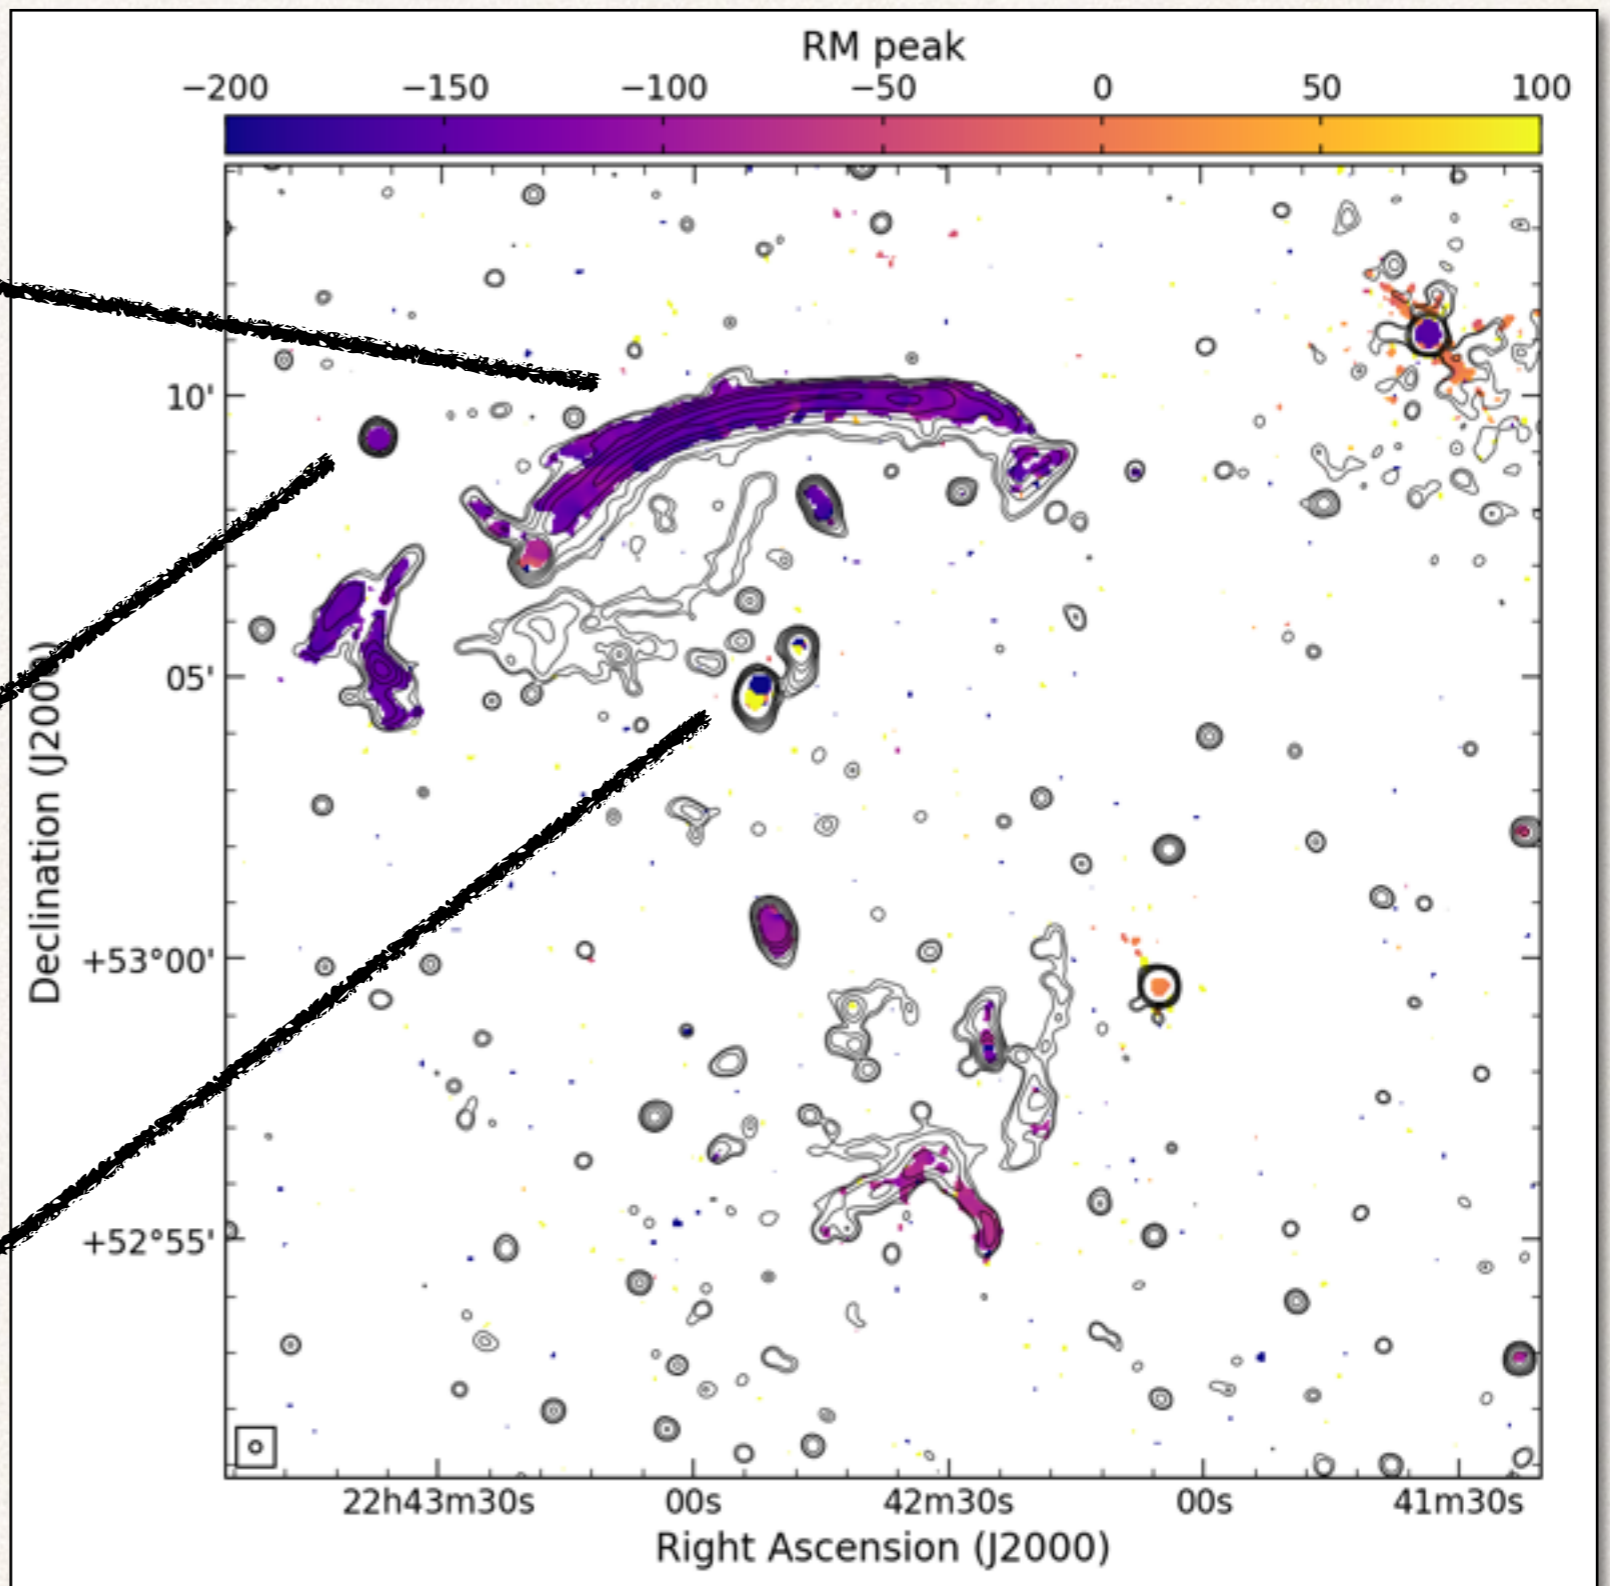 RM peak
−200 −150 −100 −50 0 50 100
10'
05'
+53°00'
+52°55'
Declination (J2000)
22h43m30s 00s 42m30s 00s 41m30s
Right Ascension (J2000)